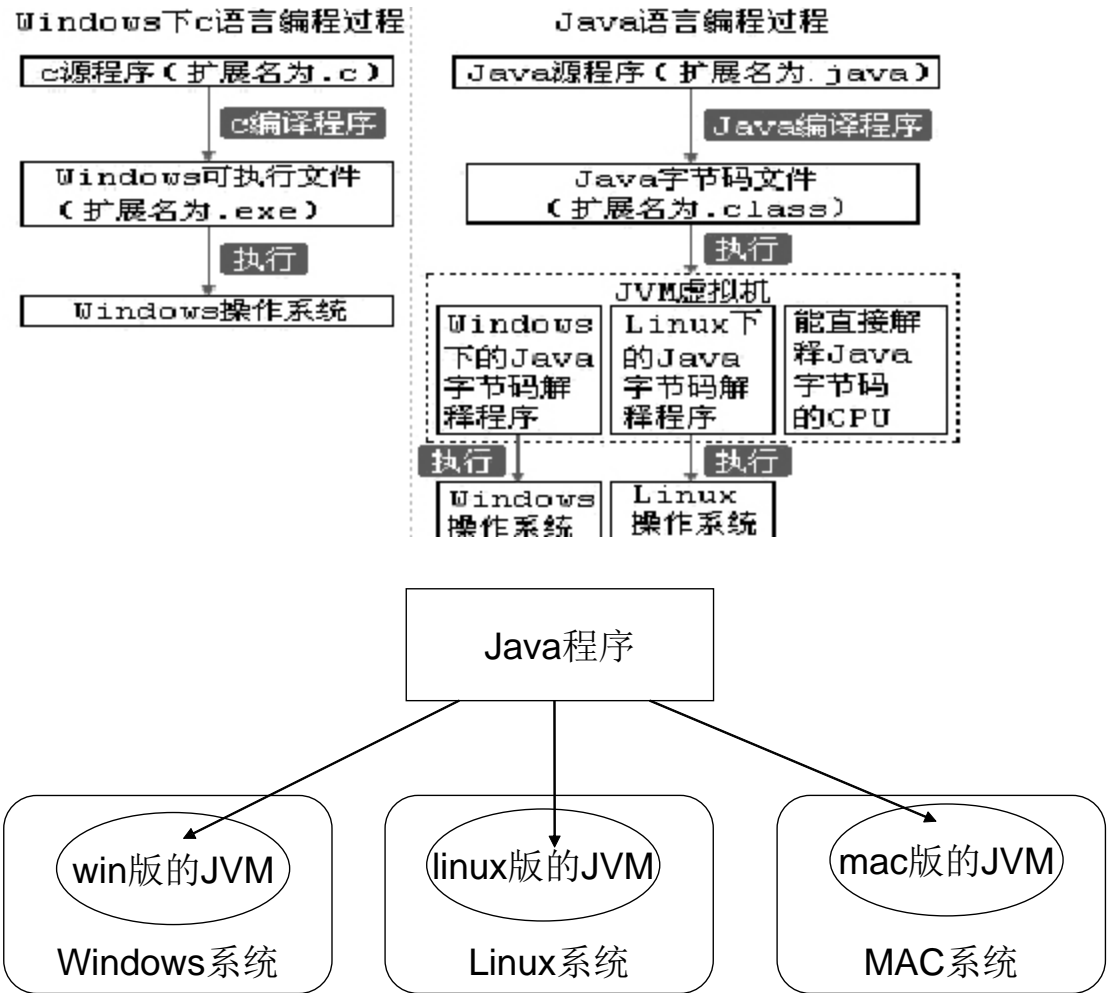 Windows下c语言编程过程
c源程序(扩展名为.c)
c编译程序
Windows可执行文件
(扩展名为.exe)
执行
Windows操作系统
Java语言编程过程
Java源程序(扩展名为.java)
Java编译程序
Java字节码文件
(扩展名为.class)
执行
JVM虚拟机
Windows
下的Java
字节码解
释程序
Linux下
的Java
字节码解
释程序
能直接解
释Java
字节码
的CPU
执行
执行
Windows
操作系统
Linux
操作系统
Java程序
win版的JVM
Windows系统
linux版的JVM
Linux系统
mac版的JVM
MAC系统